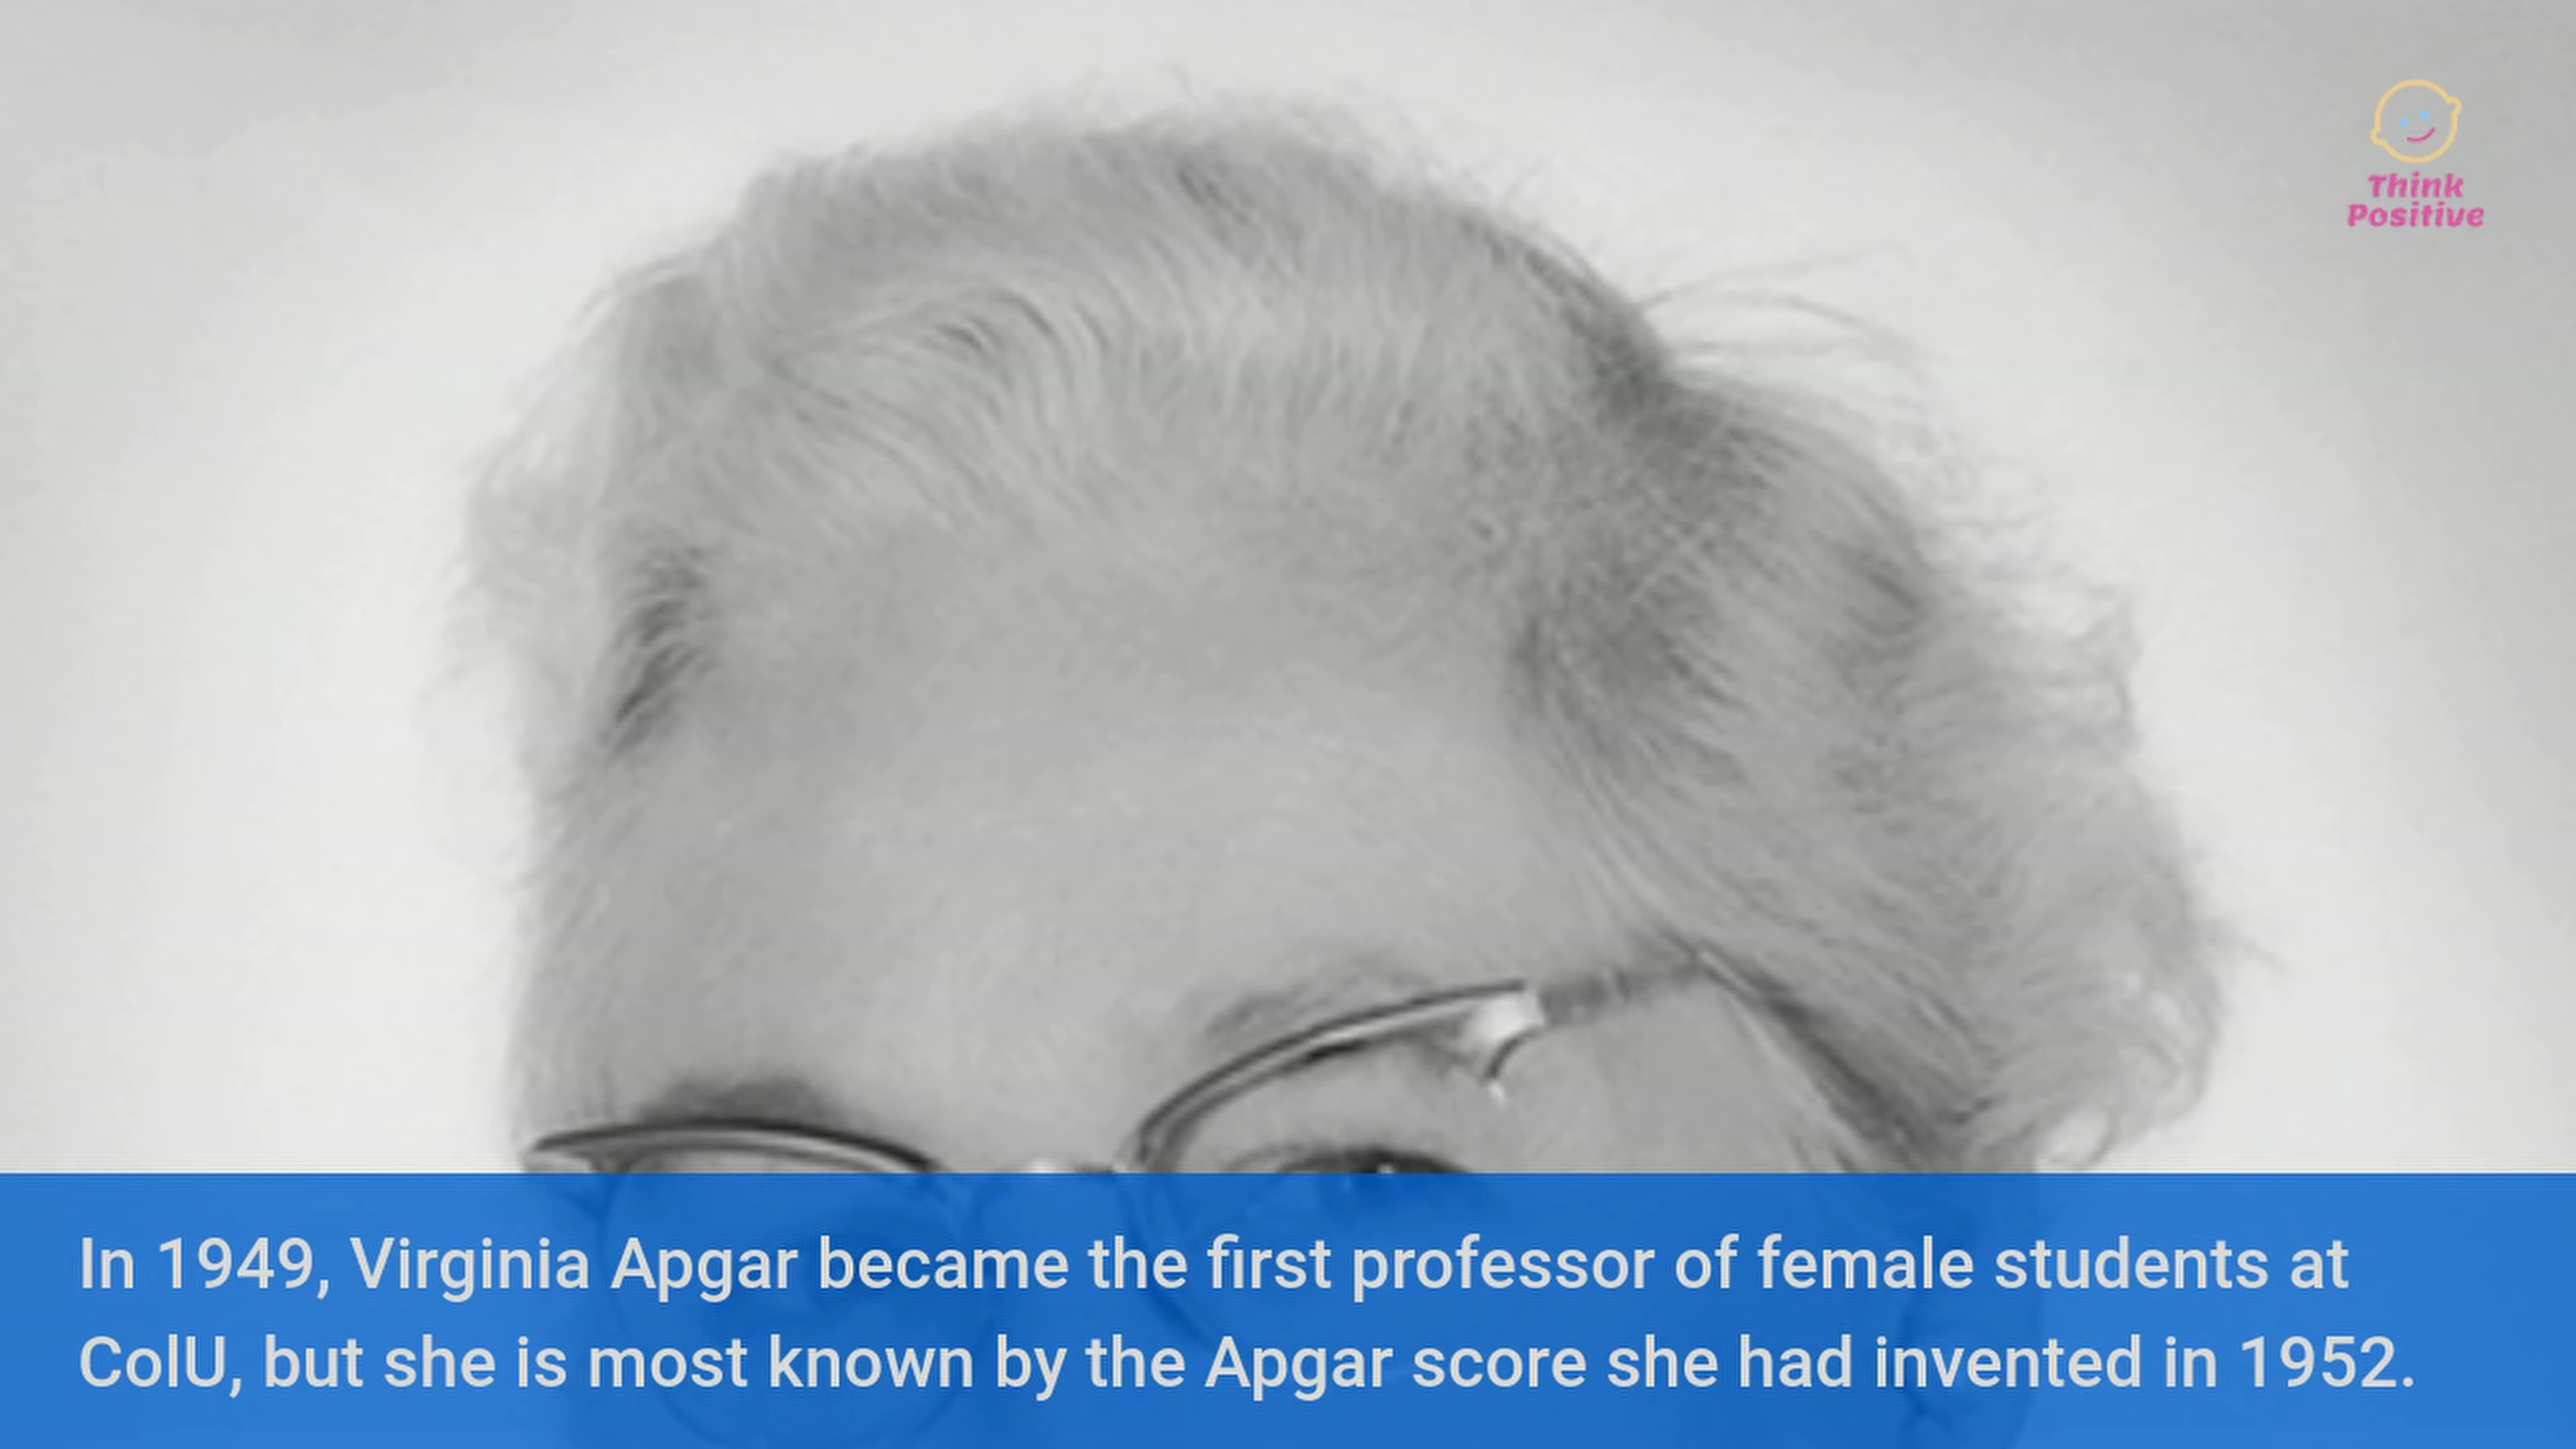 Think
Positive
In 1949, Virginia Apgar became the first professor of female students at
ColU, but she is most known by the Apgar score she had invented in 1952.